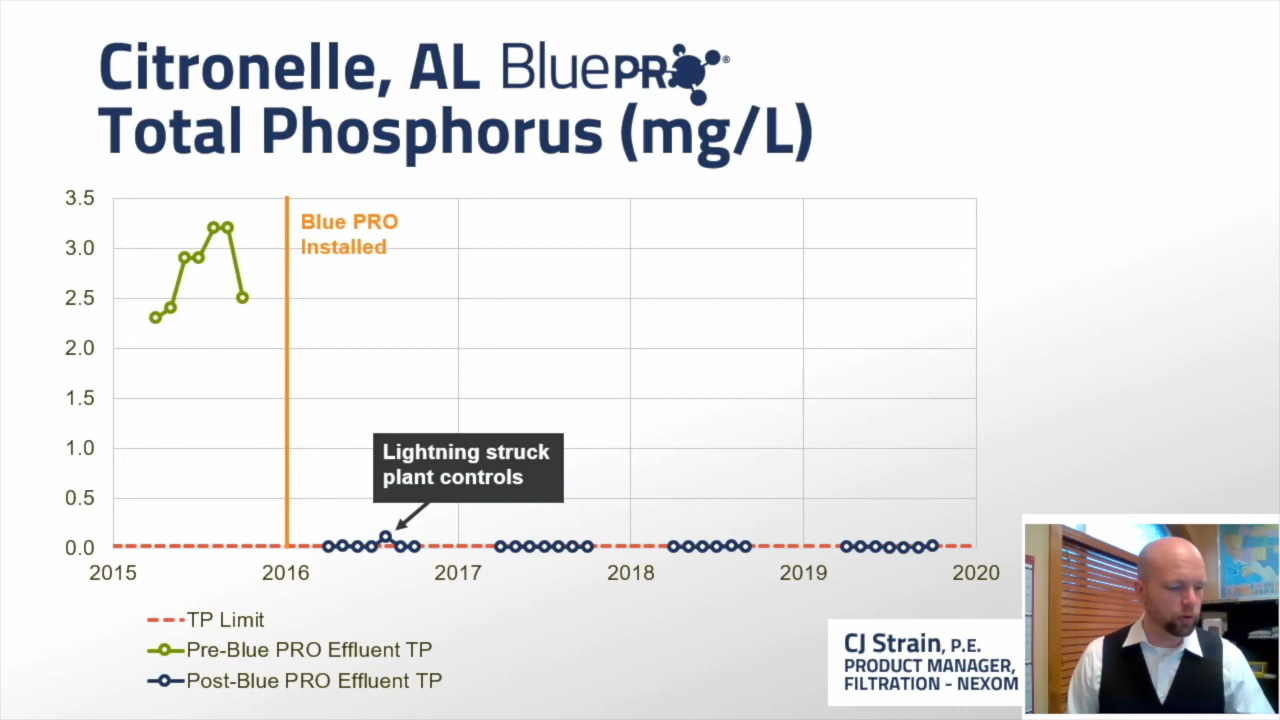 Citronelle, AL BluePRO®
Total Phosphorus (mg/L)
3.5
3.0
2.5
2.0
1.5
1.0
0.5
0.0
Blue PRO
Installed
Lightning struck
plant controls
2015 2016 2017 2018 2019 2020
TP Limit
Pre-Blue PRO Effluent TP
Post-Blue PRO Effluent TP
CJ Strain, P.E.
PRODUCT MANAGER,
FILTRATION - NEXOM